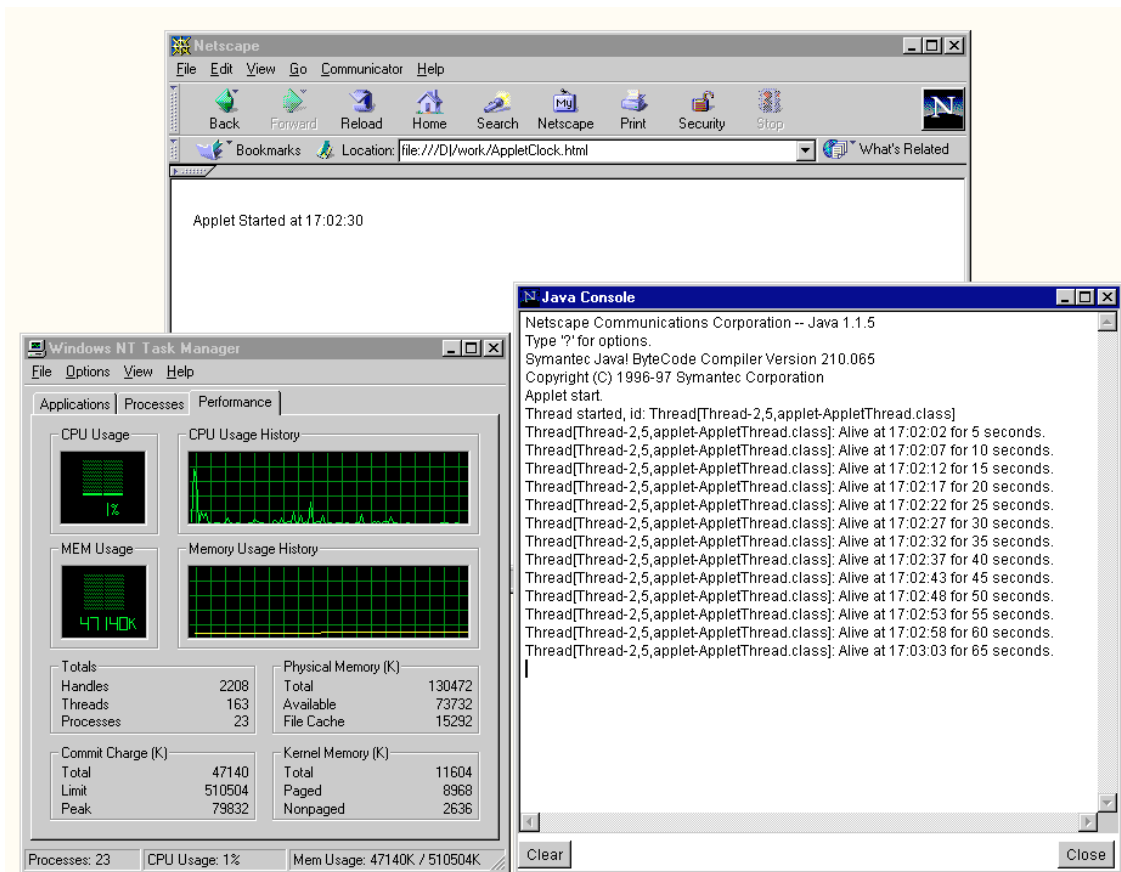 Netscape
File Edit View Go Communicator Help
Back Forward Reload Home Search Netscape Print Security Stop
My
N
Bookmarks Location: file:///D|/work/AppletClock.html What's Related
Applet Started at 17:02:30
Windows NT Task Manager
File Options View Help
Applications Processes Performance
CPU Usage CPU Usage History
1%
MEM Usage Memory Usage History
47140K
Totals
Handles 2208
Threads 163
Processes 23
Physical Memory (K)
Total 130472
Available 73732
File Cache 15292
Commit Charge (K)
Total 47140
Limit 510504
Peak 79832
Kernel Memory (K)
Total 11604
Paged 8968
Nonpaged 2636
Processes: 23 CPU Usage: 1% Mem Usage: 47140K / 510504K
N Java Console
Netscape Communications Corporation -- Java 1.1.5
Type '?' for options.
Symantec Java! ByteCode Compiler Version 210.065
Copyright (C) 1996-97 Symantec Corporation
Applet start.
Thread started, id: Thread[Thread-2,5,applet-AppletThread.class]
Thread[Thread-2,5,applet-AppletThread.class]: Alive at 17:02:02 for 5 seconds.
Thread[Thread-2,5,applet-AppletThread.class]: Alive at 17:02:07 for 10 seconds.
Thread[Thread-2,5,applet-AppletThread.class]: Alive at 17:02:12 for 15 seconds.
Thread[Thread-2,5,applet-AppletThread.class]: Alive at 17:02:17 for 20 seconds.
Thread[Thread-2,5,applet-AppletThread.class]: Alive at 17:02:22 for 25 seconds.
Thread[Thread-2,5,applet-AppletThread.class]: Alive at 17:02:27 for 30 seconds.
Thread[Thread-2,5,applet-AppletThread.class]: Alive at 17:02:32 for 35 seconds.
Thread[Thread-2,5,applet-AppletThread.class]: Alive at 17:02:37 for 40 seconds.
Thread[Thread-2,5,applet-AppletThread.class]: Alive at 17:02:43 for 45 seconds.
Thread[Thread-2,5,applet-AppletThread.class]: Alive at 17:02:48 for 50 seconds.
Thread[Thread-2,5,applet-AppletThread.class]: Alive at 17:02:53 for 55 seconds.
Thread[Thread-2,5,applet-AppletThread.class]: Alive at 17:02:58 for 60 seconds.
Thread[Thread-2,5,applet-AppletThread.class]: Alive at 17:03:03 for 65 seconds.
Clear Close